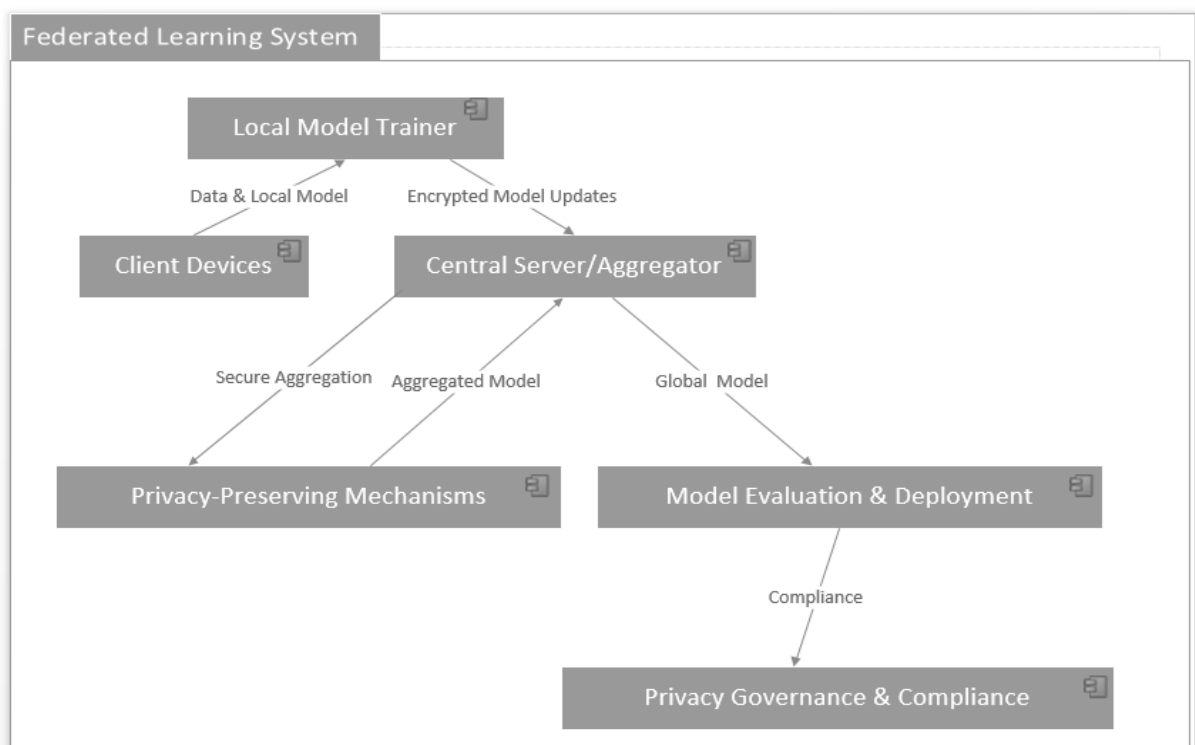 Federated Learning System
Local Model Trainer
Data & Local Model
Encrypted Model Updates
Client Devices
Central Server/Aggregator
Secure Aggregation
Aggregated Model
Global Model
Privacy-Preserving Mechanisms
Model Evaluation & Deployment
Compliance
Privacy Governance & Compliance